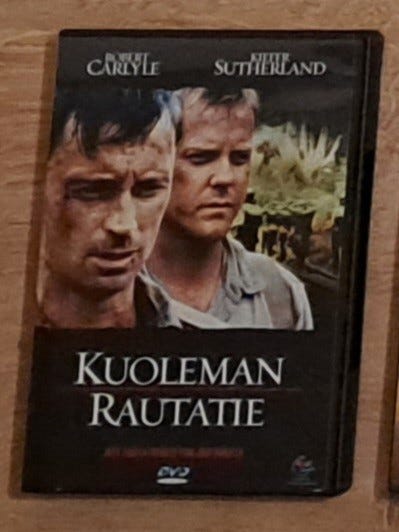 ROBERT CARLYLE
KIEFER SUTHERLAND
KUOLEMAN
RAUTATIE
DVD